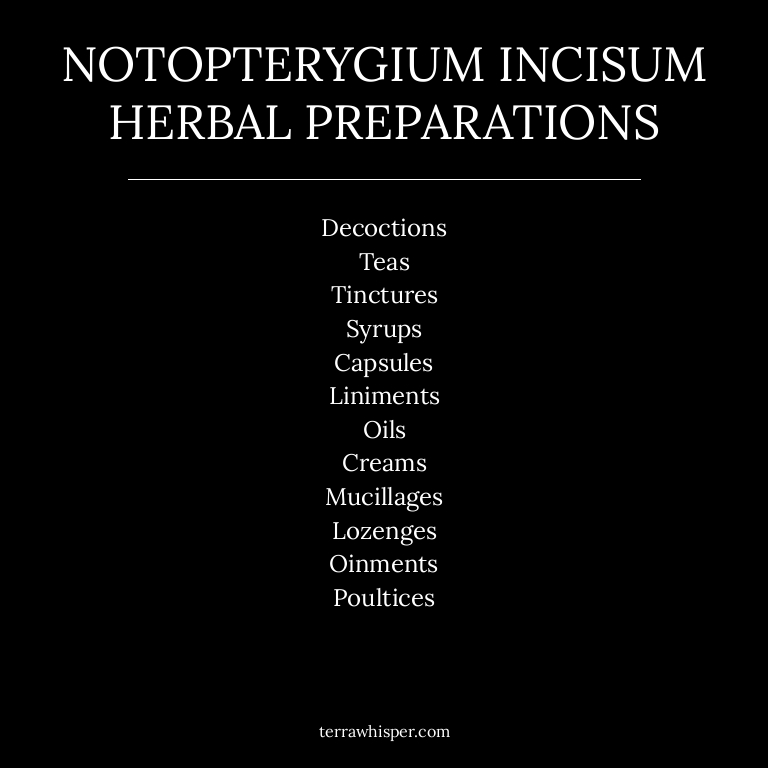 NOTOPTERYGIUM INCISUM
HERBAL PREPARATIONS
Decoctions
Teas
Tinctures
Syrups
Capsules
Liniments
Oils
Creams
Mucillages
Lozenges
Oinments
Poultices
terrawhisper.com